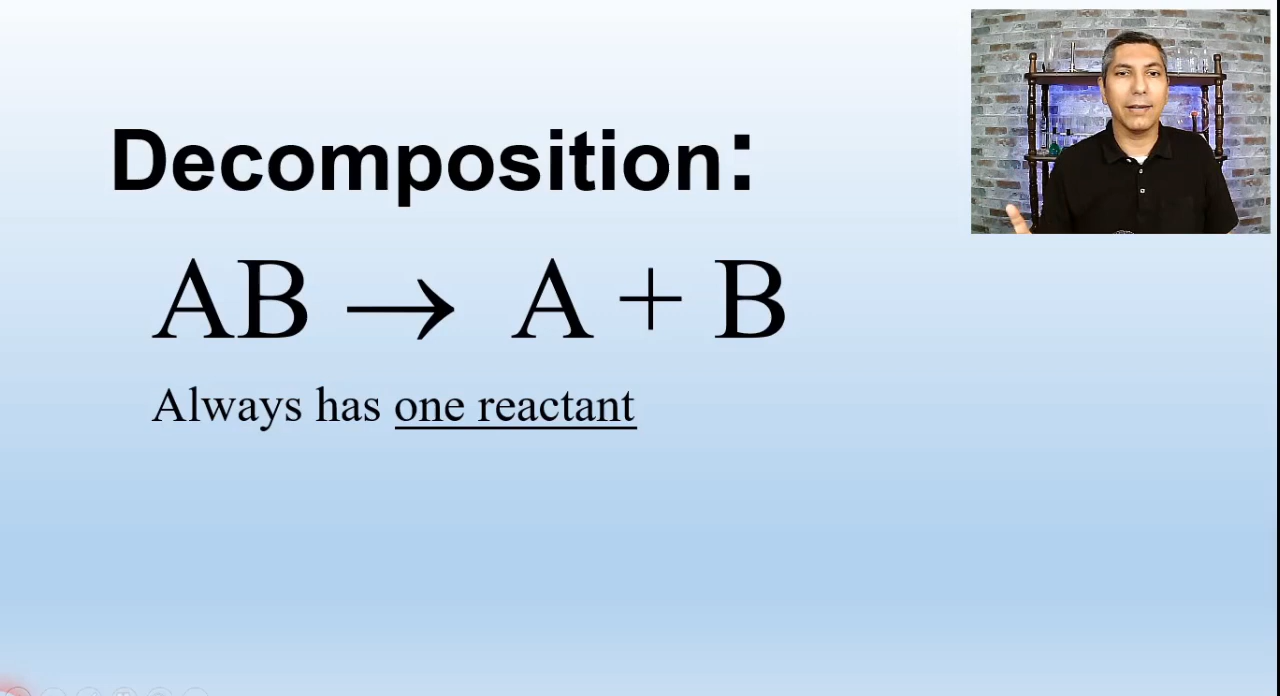 Decomposition:
AB → A + B
Always has one reactant